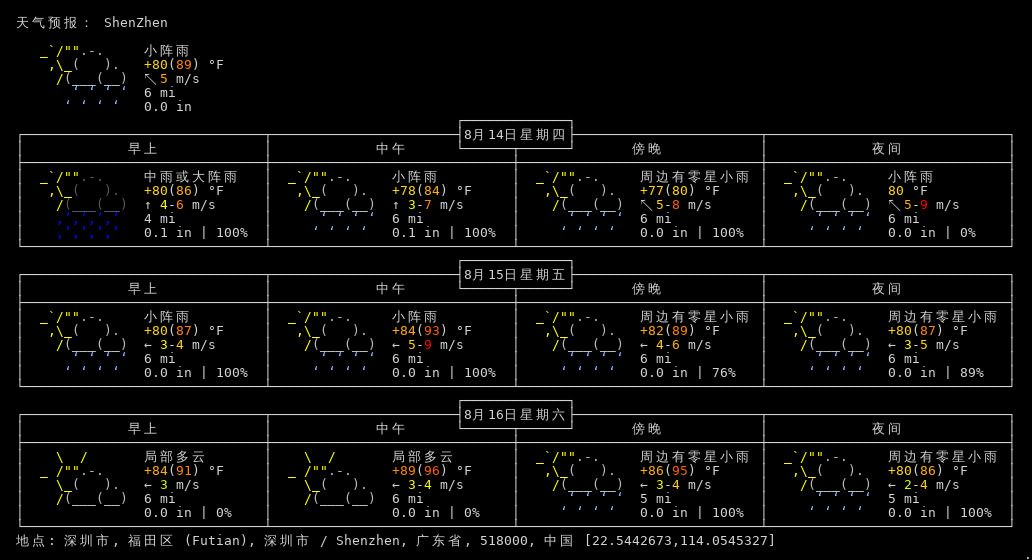 天气预报： ShenZhen
小阵雨
+80(89) °F
↖ 5 m/s
6 mi
0.0 in
8月14日星期四
早上 中午 傍晚 夜间
中雨或大阵雨 小阵雨 周边有零星小雨 小阵雨
+80(86) °F +78(84) °F +77(80) °F 80 °F
↑ 4-6 m/s ↑ 3-7 m/s ↖ 5-8 m/s ↖ 5-9 m/s
4 mi 6 mi 6 mi 6 mi
0.1 in | 100% 0.1 in | 100% 0.0 in | 100% 0.0 in | 0%
8月15日星期五
早上 中午 傍晚 夜间
小阵雨 小阵雨 周边有零星小雨 周边有零星小雨
+80(87) °F +84(93) °F +82(89) °F +80(87) °F
← 3-4 m/s ← 5-9 m/s ← 4-6 m/s ← 3-5 m/s
6 mi 6 mi 6 mi 6 mi
0.0 in | 100% 0.0 in | 100% 0.0 in | 76% 0.0 in | 89%
8月16日星期六
早上 中午 傍晚 夜间
局部多云 局部多云 周边有零星小雨 周边有零星小雨
+84(91) °F +89(96) °F +86(95) °F +80(86) °F
← 3 m/s ← 3-4 m/s ← 3-4 m/s ← 2-4 m/s
6 mi 6 mi 5 mi 5 mi
0.0 in | 0% 0.0 in | 0% 0.0 in | 100% 0.0 in | 100%
地点: 深圳市, 福田区 (Futian), 深圳市 / Shenzhen, 广东省, 518000, 中国 [22.5442673,114.0545327]